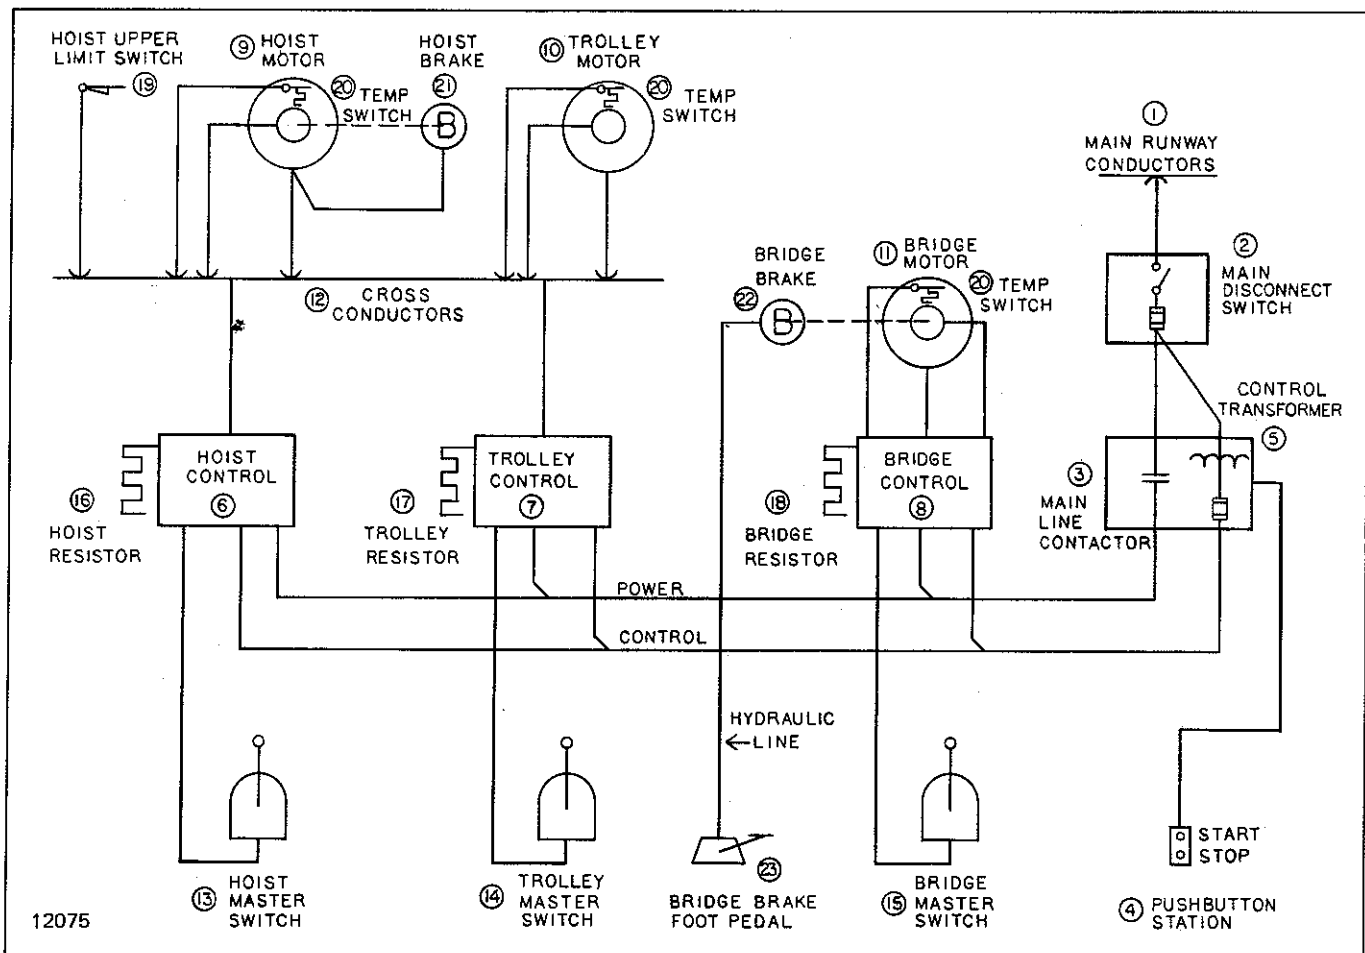 HOIST UPPER
LIMIT SWITCH
19
9 HOIST
MOTOR
20 TEMP
SWITCH
HOIST
BRAKE
21
B
10 TROLLEY
MOTOR
20
TEMP
SWITCH
1
MAIN RUNWAY
CONDUCTORS
2
MAIN
DISCONNECT
SWITCH
BRIDGE
BRAKE
22
B
11 BRIDGE
MOTOR
20 TEMP
SWITCH
12 CROSS
CONDUCTORS
CONTROL
TRANSFORMER
5
HOIST
CONTROL
6
TROLLEY
CONTROL
7
BRIDGE
CONTROL
8
3
MAIN
LINE
CONTACTOR
16
HOIST
RESISTOR
17
TROLLEY
RESISTOR
18
BRIDGE
RESISTOR
POWER
CONTROL
HYDRAULIC
LINE
START
STOP
13 HOIST
MASTER
SWITCH
14 TROLLEY
MASTER
SWITCH
23
BRIDGE BRAKE
FOOT PEDAL
15 BRIDGE
MASTER
SWITCH
4 PUSHBUTTON
STATION
12075